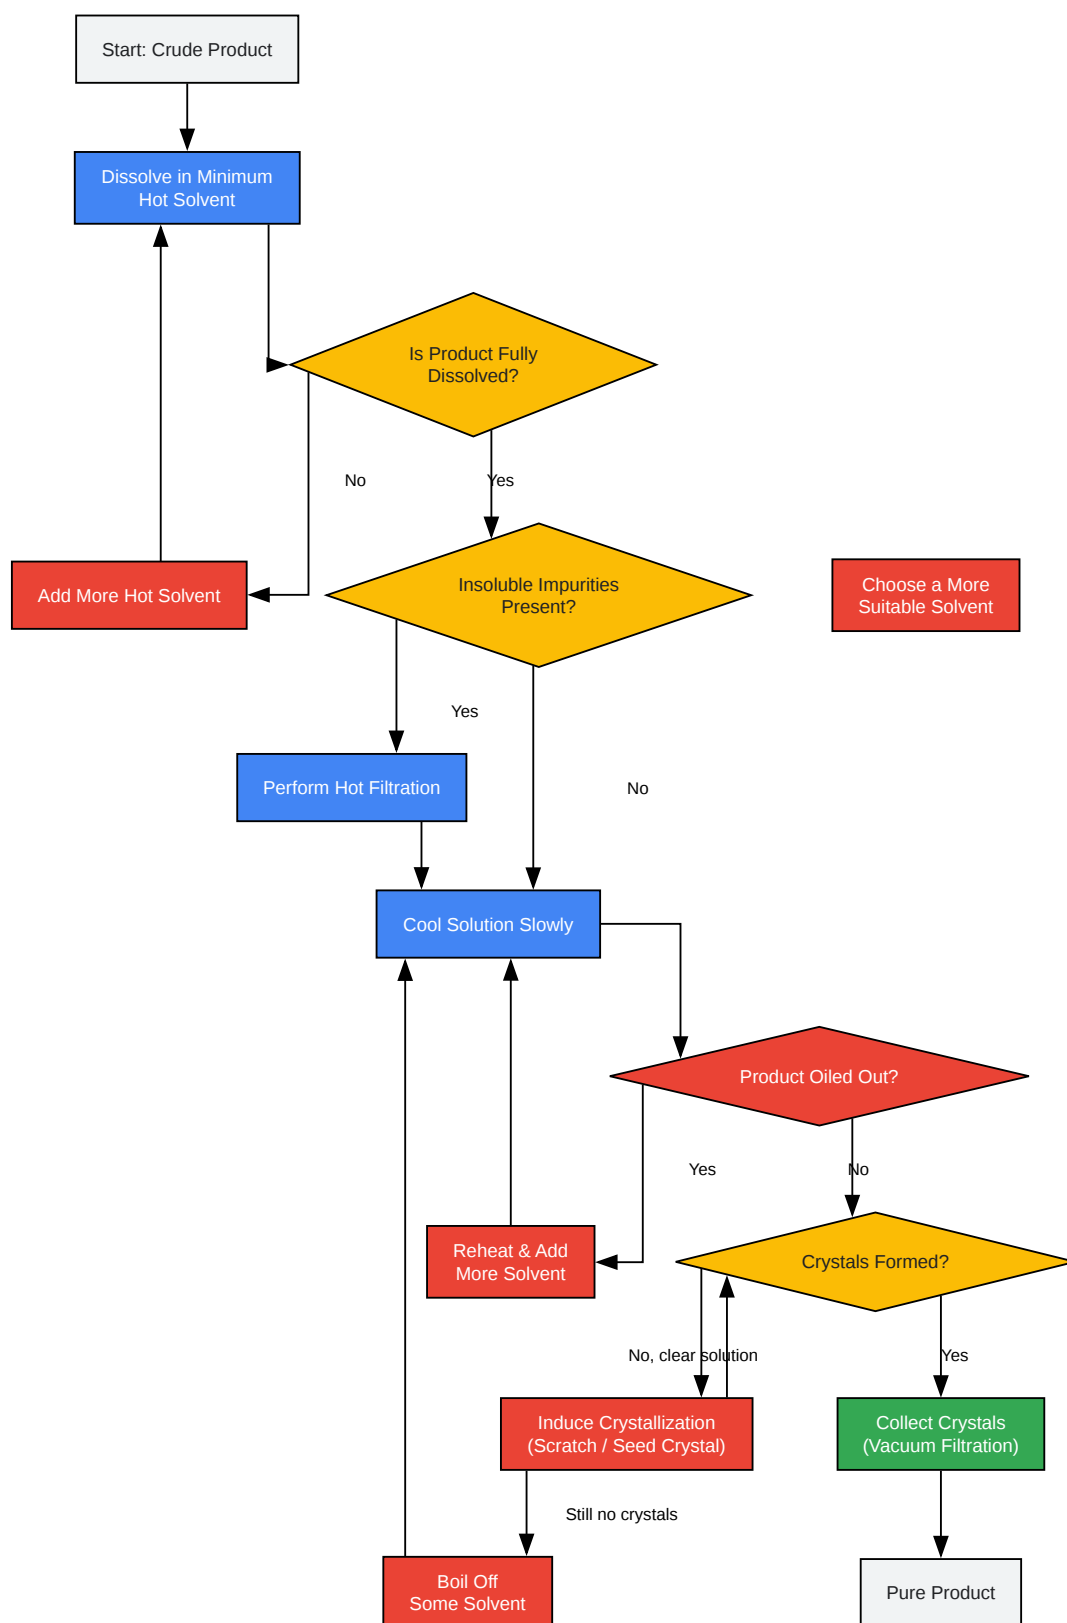 Start: Crude Product
Dissolve in Minimum
Hot Solvent
Is Product Fully
Dissolved?
No
Yes
Add More Hot Solvent
Insoluble Impurities
Present?
Choose a More
Suitable Solvent
Yes
Perform Hot Filtration
No
Cool Solution Slowly
Product Oiled Out?
Yes
No
Reheat & Add
More Solvent
Crystals Formed?
No, clear solution
Yes
Induce Crystallization
(Scratch / Seed Crystal)
Collect Crystals
(Vacuum Filtration)
Still no crystals
Boil Off
Some Solvent
Pure Product